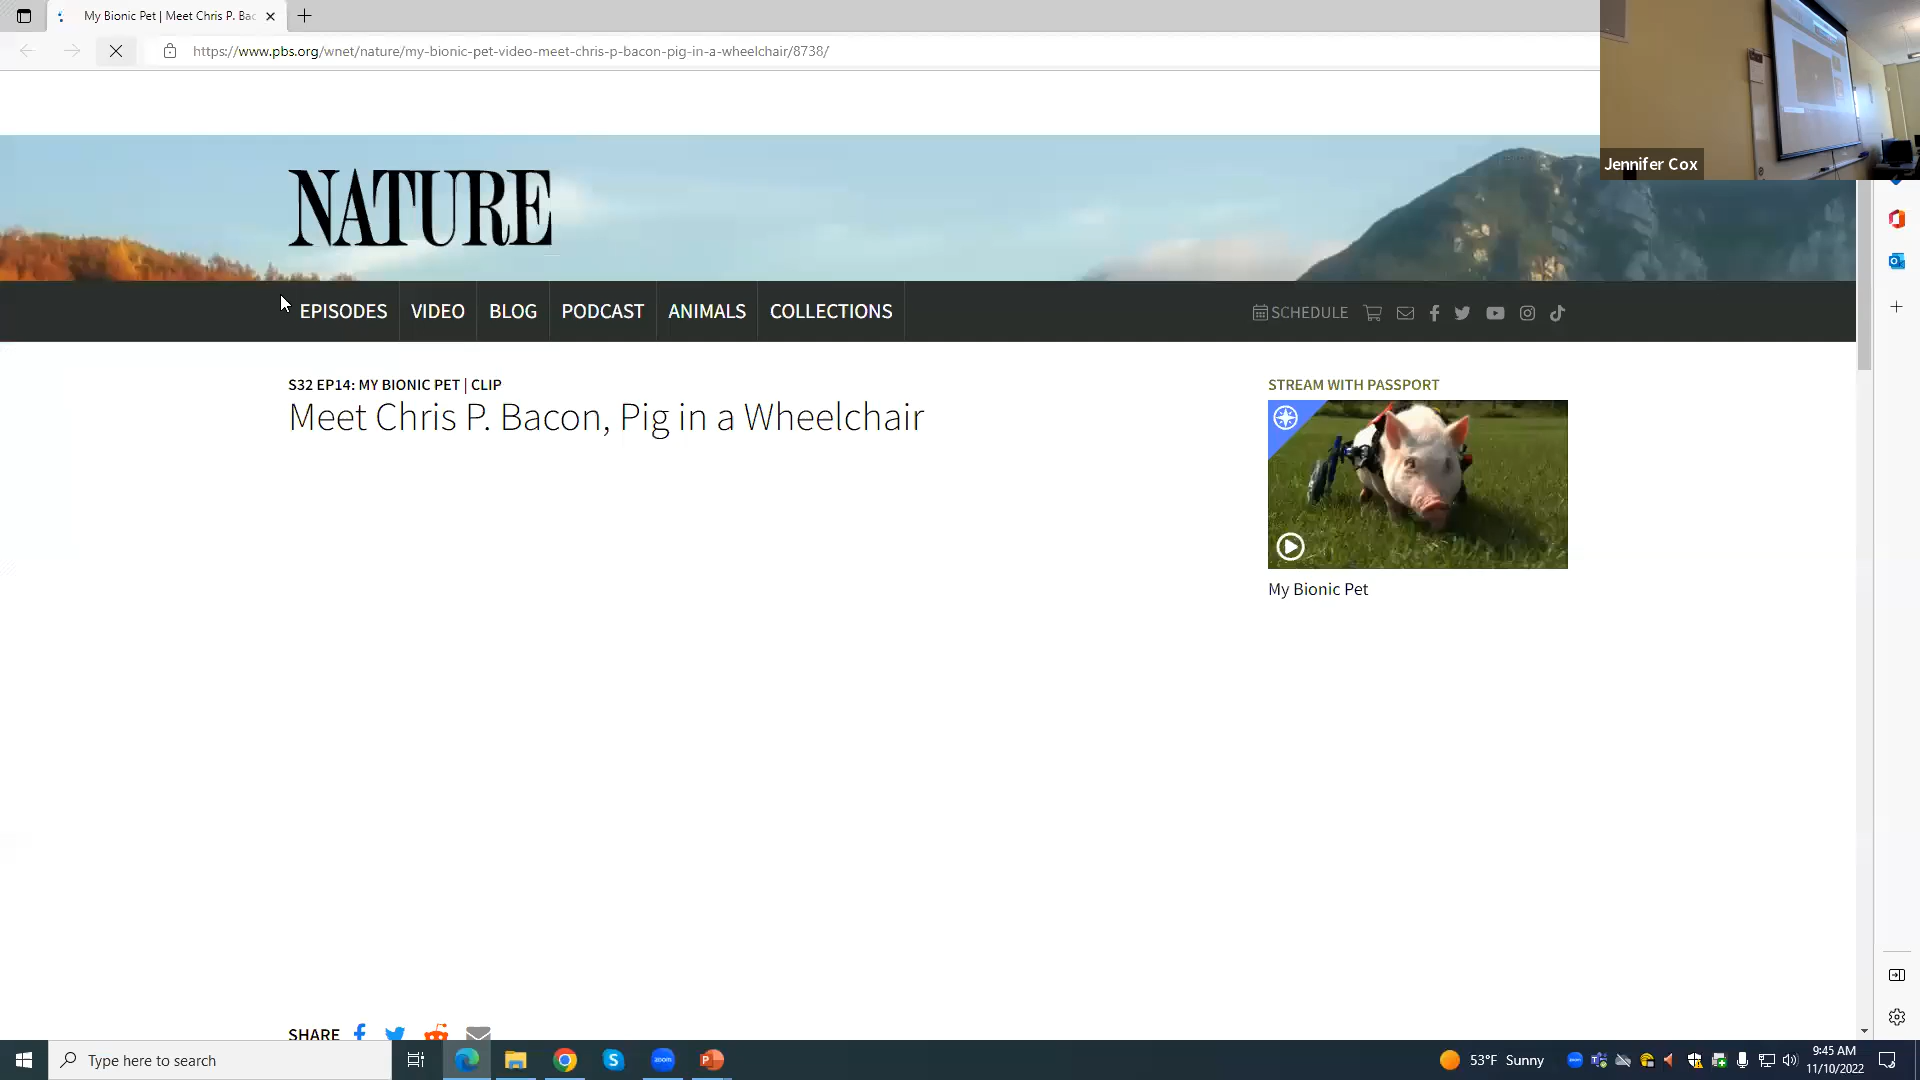 My Bionic Pet | Meet Chris P. Bac
https://www.pbs.org/wnet/nature/my-bionic-pet-video-meet-chris-p-bacon-pig-in-a-wheelchair/8738/
Jennifer Cox
NATURE
EPISODES VIDEO BLOG PODCAST ANIMALS COLLECTIONS SCHEDULE
S32 EP14: MY BIONIC PET | CLIP
Meet Chris P. Bacon, Pig in a Wheelchair
STREAM WITH PASSPORT
My Bionic Pet
SHARE
Type here to search
zoom
53°F Sunny
9:45 AM
11/10/2022